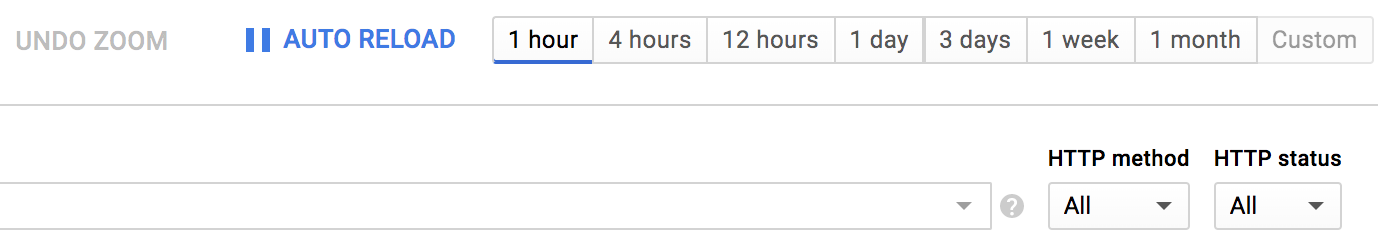 UNDO ZOOM AUTO RELOAD 1 hour 4 hours 12 hours 1 day 3 days 1 week 1 month Custom
HTTP method HTTP status
? All All